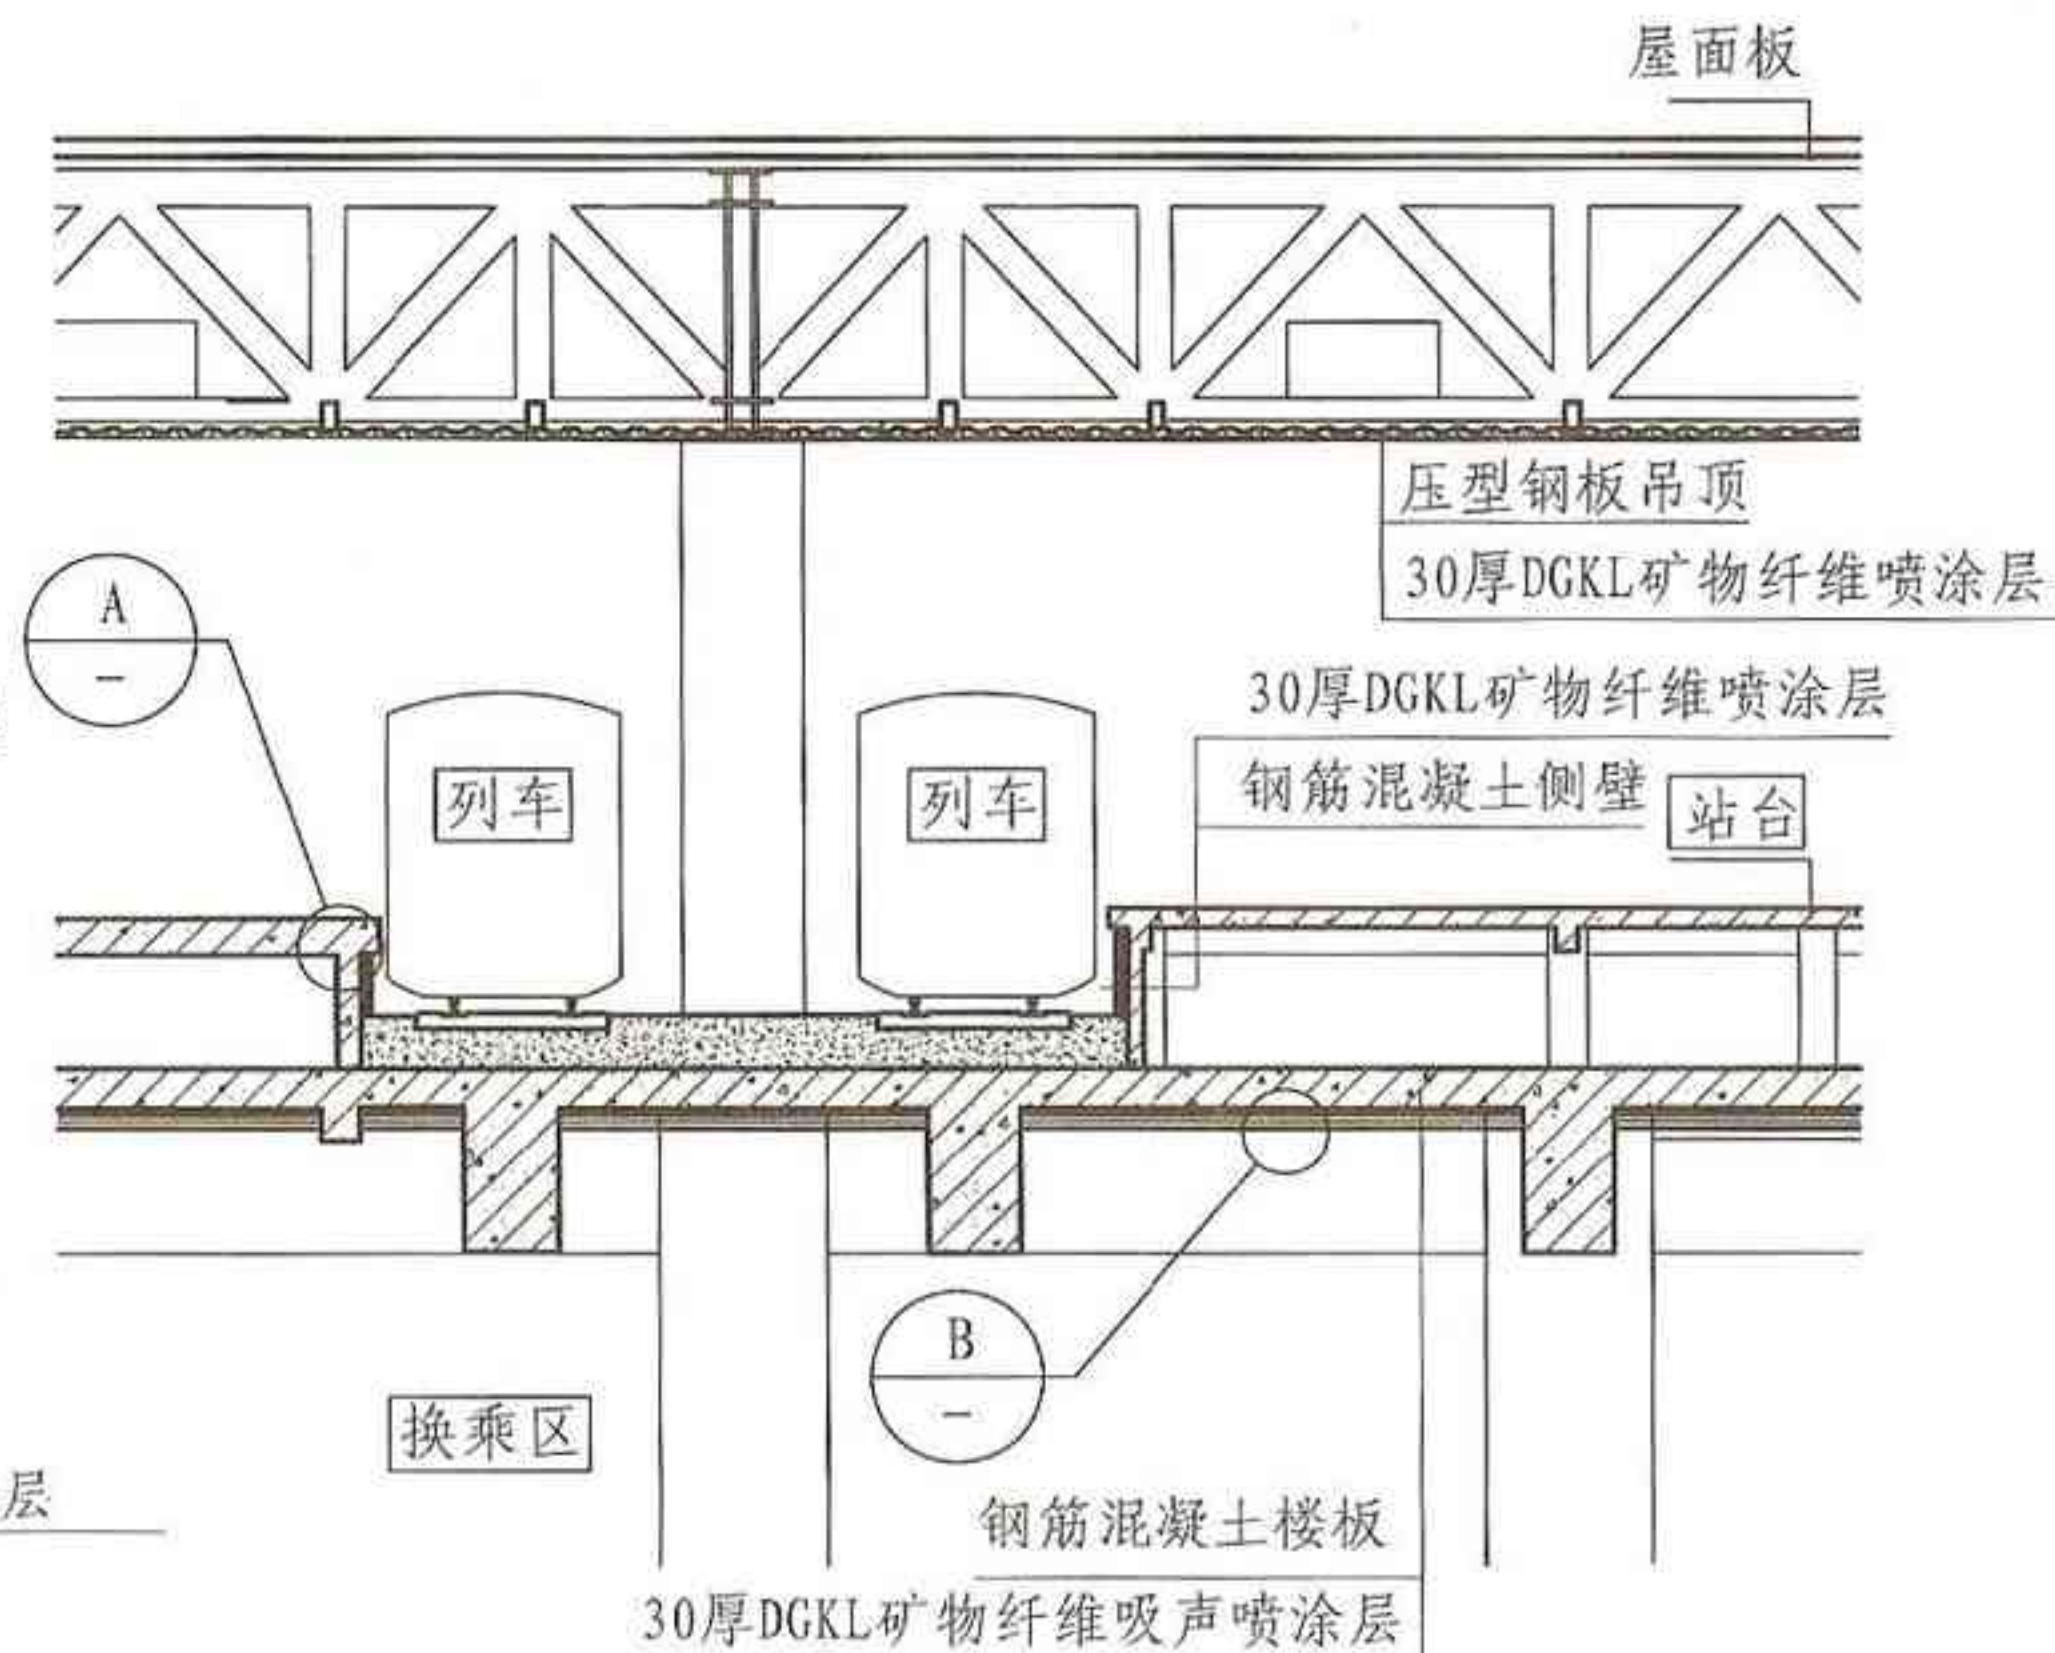 屋面板
压型钢板吊顶
30厚DGKL矿物纤维喷涂层
A
-
30厚DGKL矿物纤维喷涂层
列车
列车
钢筋混凝土侧壁
站台
B
-
换乘区
层
钢筋混凝土楼板
30厚DGKL矿物纤维吸声喷涂层